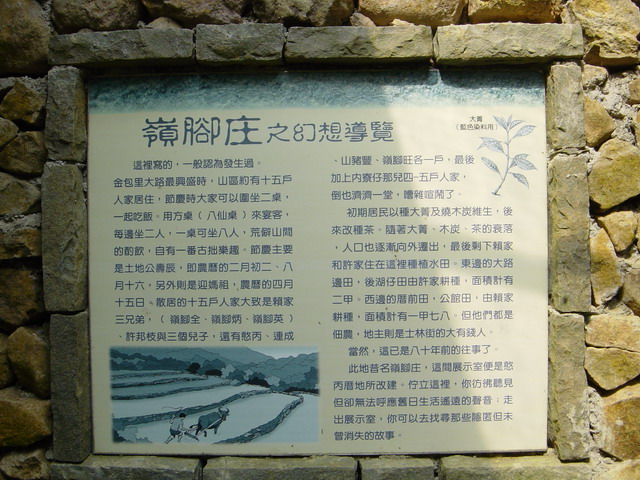 嶺腳庄之幻想導覽
大菁
(藍色染料用)
這裡寫的，一般認為發生過。
金包里大路最興盛時，山區約有十五戶
人家居住，節慶時大家可以圍坐二桌，
一起吃飯。用方桌（八仙桌）來宴客，
每邊坐二人，一桌可坐八人，荒僻山間
的酌飲，自有一番古拙樂趣。節慶主要
是土地公壽辰，即農曆的二月初二、八
月十六，另外則是迎媽祖，農曆的四月
十五日。散居的十五戶人家大致是賴家
三兄弟，（嶺腳全、嶺腳炳、嶺腳英）
、許邦枝與三個兒子，還有憨丙、連成
、山豬豐、嶺腳旺各一戶，最後
加上內寮仔那兒四-五戶人家，
倒也濟濟一堂，嘈雜喧鬧了。
初期居民以種大菁及燒木炭維生，後
來改種茶。隨著大菁、木炭、茶的衰落
，人口也逐漸向外遷出，最後剩下賴家
和許家住在這裡種植水田。東邊的大路
邊田，後湖仔田由許家耕種，面積計有
二甲。西邊的厝前田，公館田，由賴家
耕種，面積計有一甲七八。但他們都是
佃農，地主則是士林街的大有錢人。
當然，這已是八十年前的往事了。
此地昔名嶺腳庄，這間展示室便是憨
丙厝地所改建。佇立這裡，你彷彿聽見
但卻無法呼應舊日生活遙遠的聲音；走
出展示室，你可以去找尋那些隱匿但未
曾消失的故事。